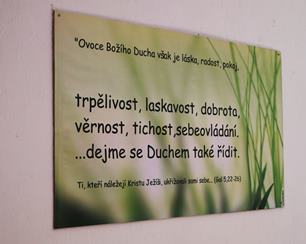 "Ovoce Božího Ducha však je láska, radost, pokoj,
trpělivost, laskavost, dobrota,
věrnost, tichost,sebeovládání.
...dejme se Duchem také řídit.
Ti, kteří náležejí Kristu Ježíši, ukřižovali sami sebe... (Gal 5,22-26)